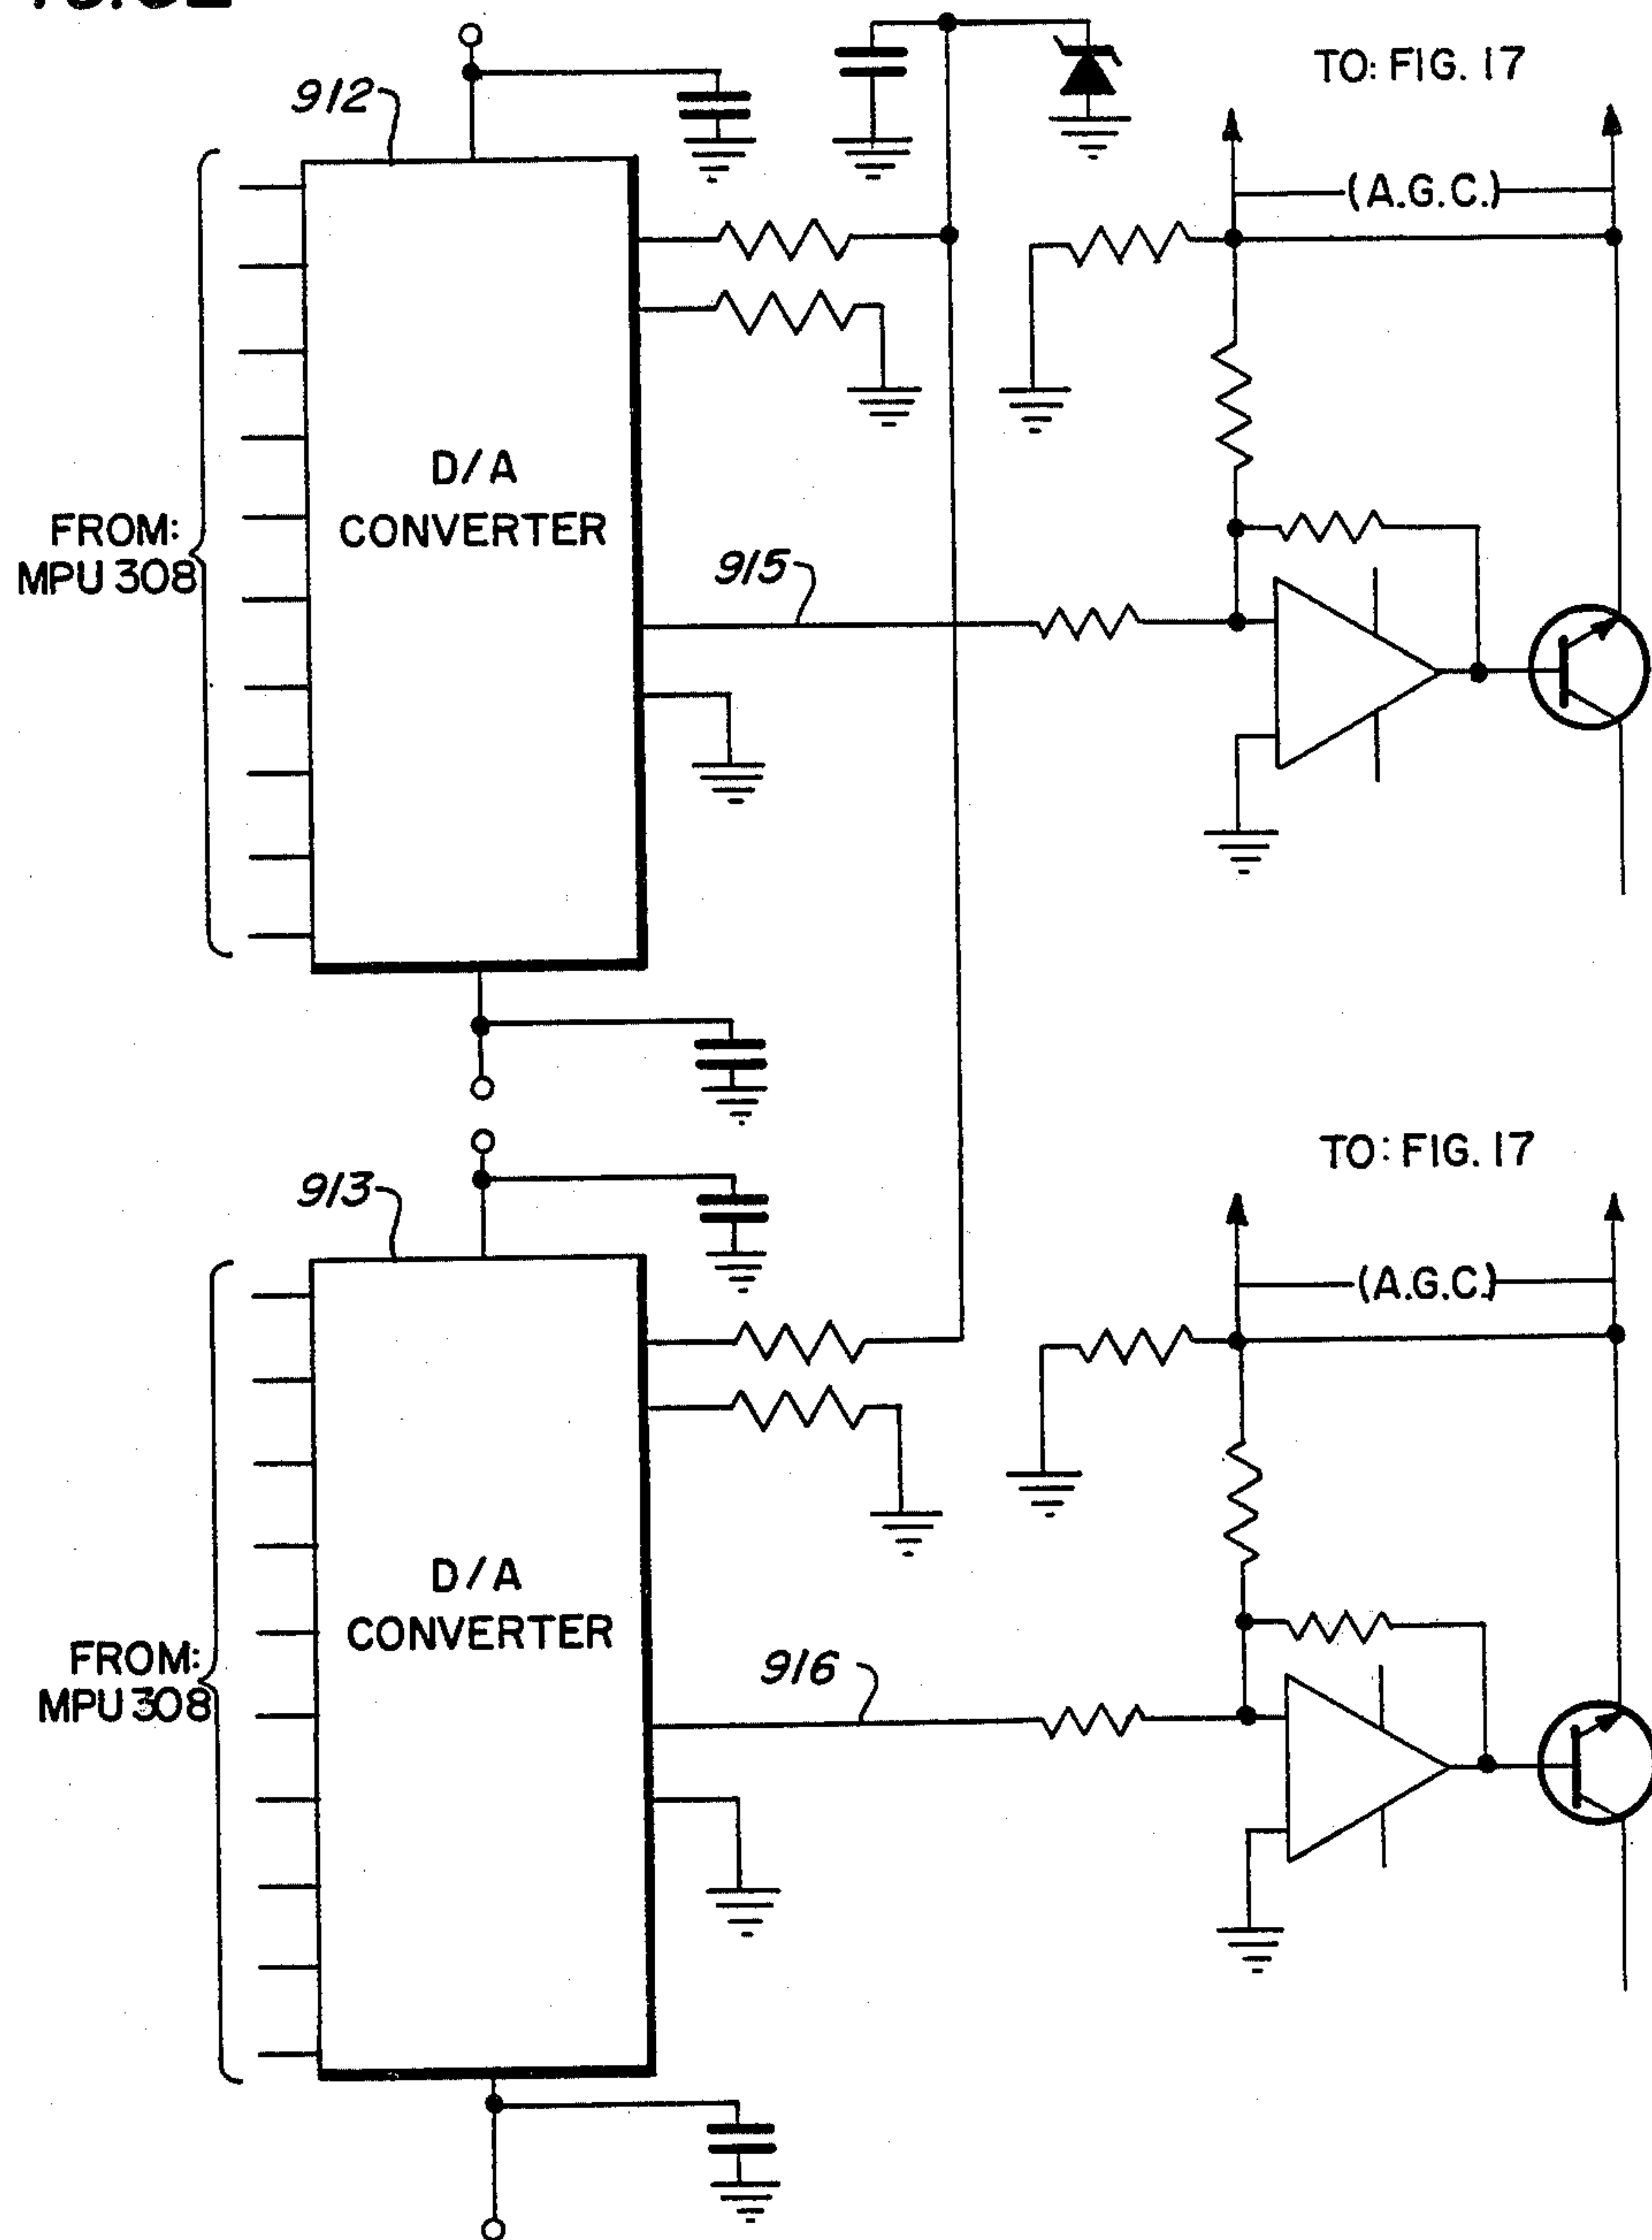 912
TO: FIG. 17
(A.G.C.)
D/A
CONVERTER
FROM:
MPU 308
915
TO: FIG. 17
913
(A.G.C.)
D/A
CONVERTER
FROM:
MPU 308
916